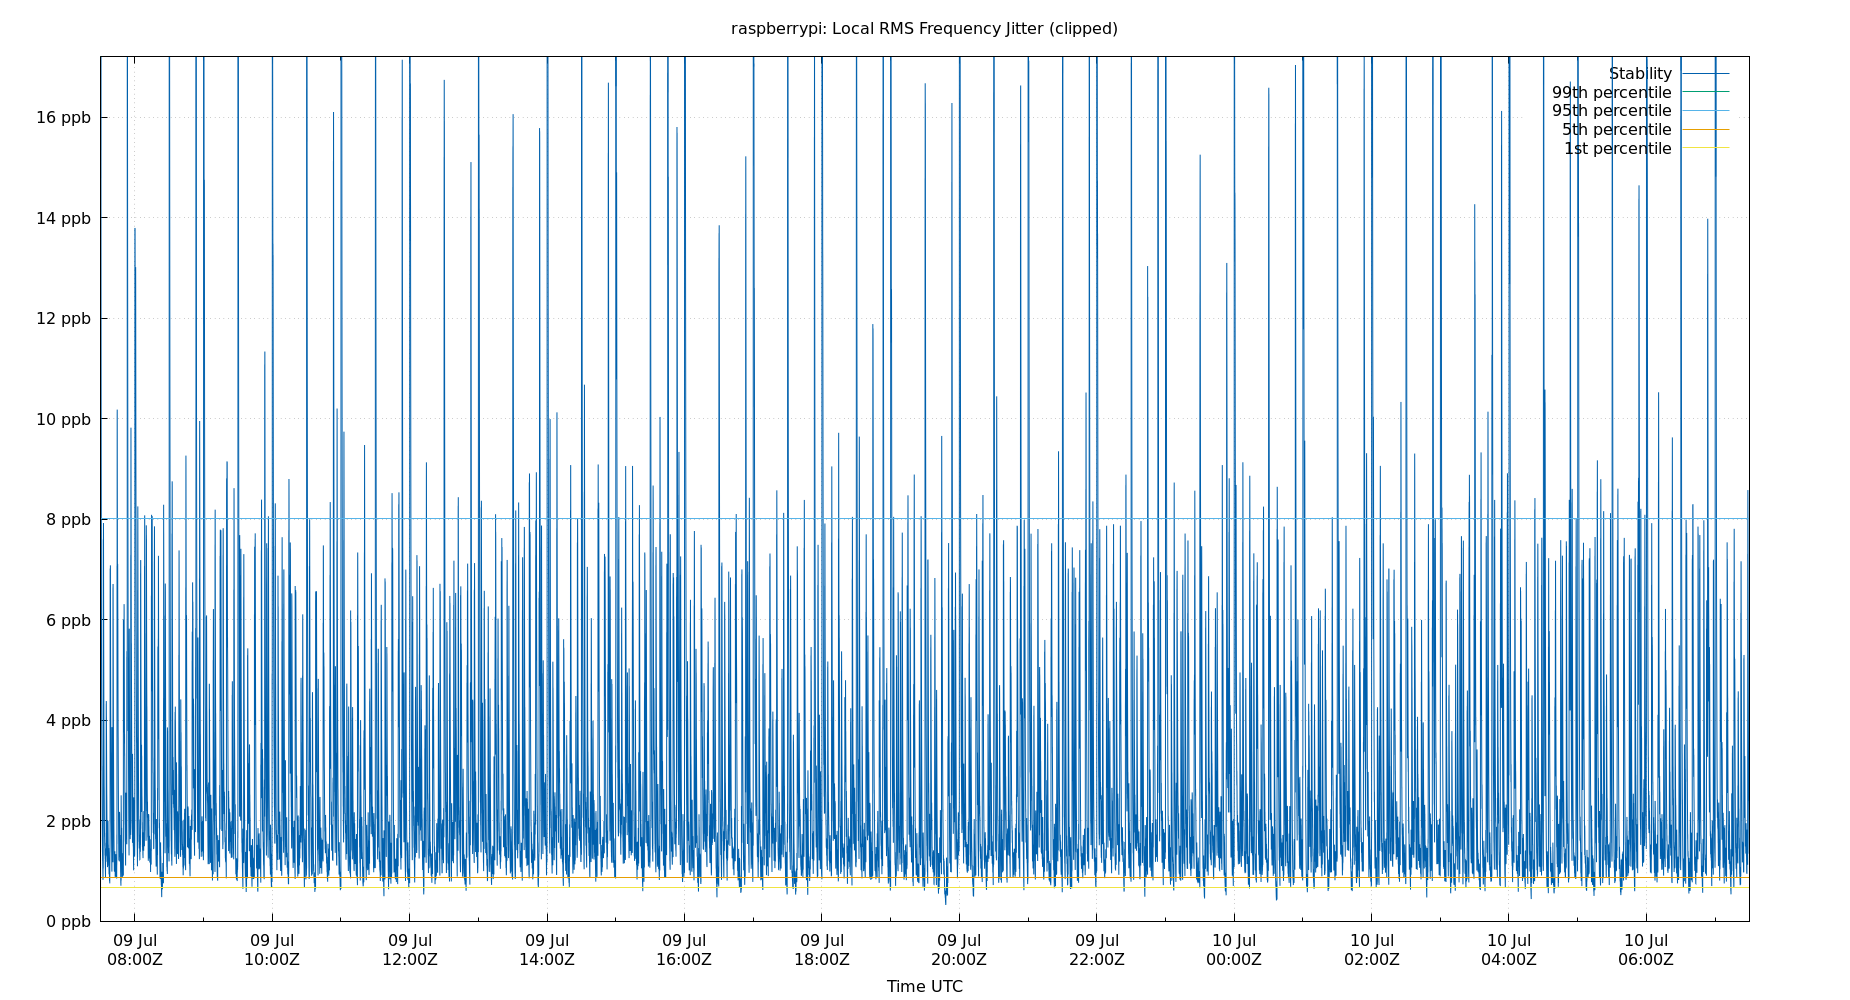 raspberrypi: Local RMS Frequency Jitter (clipped)
Stability
99th percentile
95th percentile
5th percentile
1st percentile
16 ppb
14 ppb
12 ppb
10 ppb
8 ppb
6 ppb
4 ppb
2 ppb
0 ppb
09 Jul 09 Jul 09 Jul 09 Jul 09 Jul 09 Jul 09 Jul 09 Jul 10 Jul 10 Jul 10 Jul 10 Jul
08:00Z 10:00Z 12:00Z 14:00Z 16:00Z 18:00Z 20:00Z 22:00Z 00:00Z 02:00Z 04:00Z 06:00Z
Time UTC